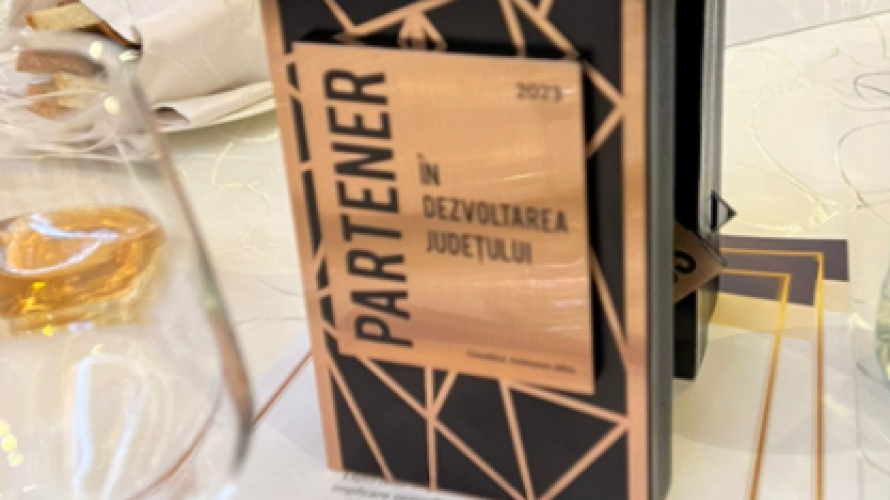 2023
PARTENER
ÎN
DEZVOLTAREA
JUDEȚULUI